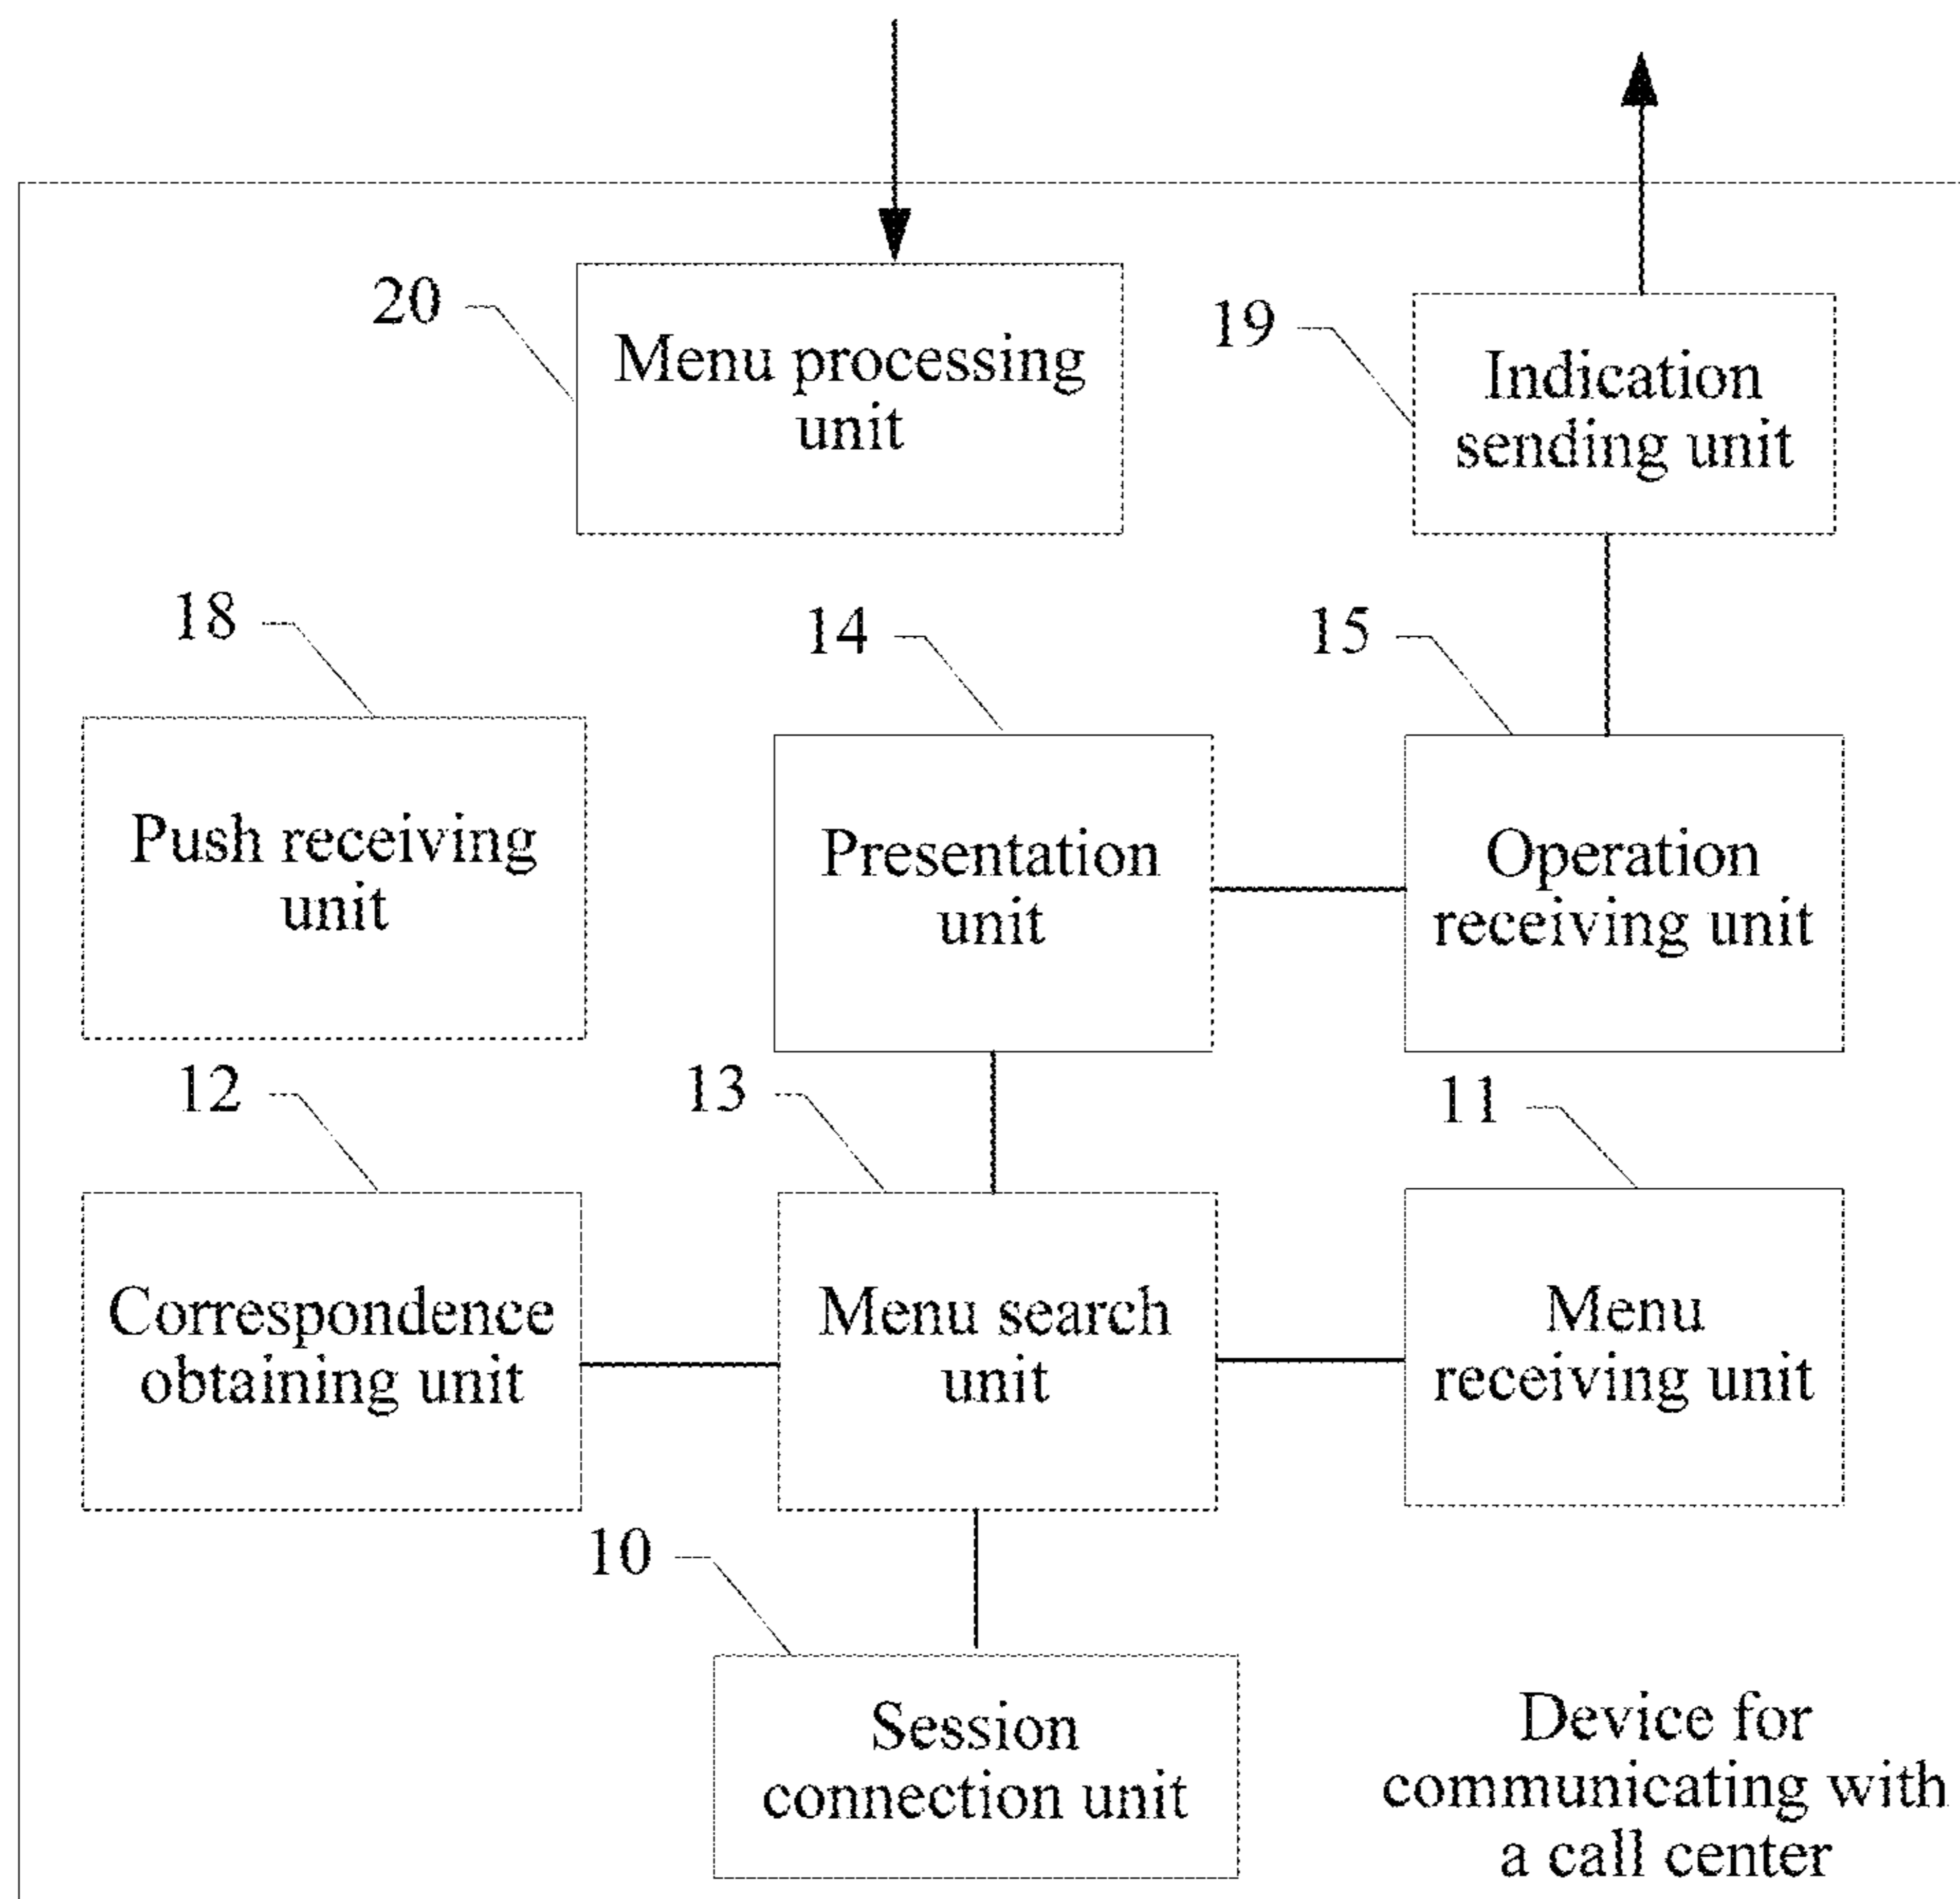 20
Menu processing
unit
19
Indication
sending unit
18
Push receiving
unit
14
Presentation
unit
15
Operation
receiving unit
12
Correspondence
obtaining unit
13
Menu search
unit
11
Menu
receiving unit
10
Session
connection unit
Device for
communicating with
a call center